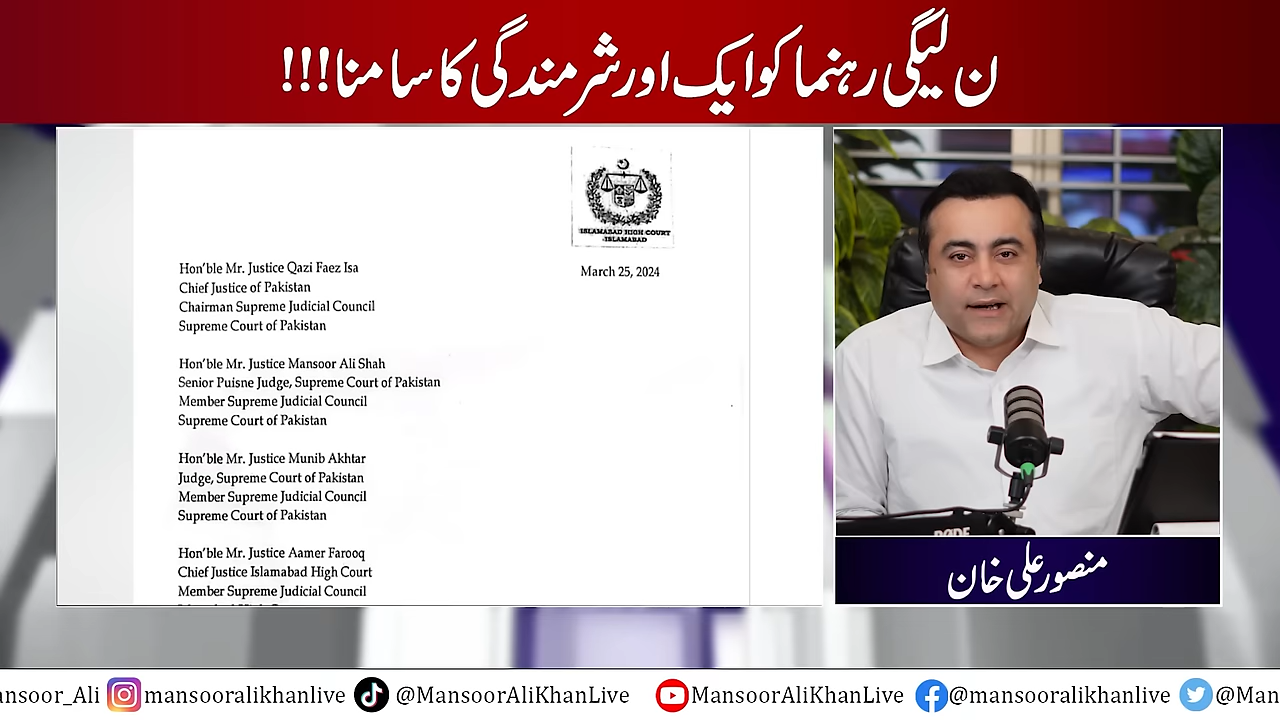 ن لیگی رہنما کو ایک اور شرمندگی کا سامنا!!!
ISLAMABAD HIGH COURT
ISLAMABAD
March 25, 2024
Hon'ble Mr. Justice Qazi Faez Isa
Chief Justice of Pakistan
Chairman Supreme Judicial Council
Supreme Court of Pakistan
Hon'ble Mr. Justice Mansoor Ali Shah
Senior Puisne Judge, Supreme Court of Pakistan
Member Supreme Judicial Council
Supreme Court of Pakistan
Hon'ble Mr. Justice Munib Akhtar
Judge, Supreme Court of Pakistan
Member Supreme Judicial Council
Supreme Court of Pakistan
Hon'ble Mr. Justice Aamer Farooq
Chief Justice Islamabad High Court
Member Supreme Judicial Council
RØDE
منصور علی خان
ansoor_Ali mansooralikhanlive @MansoorAliKhanLive MansoorAliKhanLive @mansooralikhanlive @Man